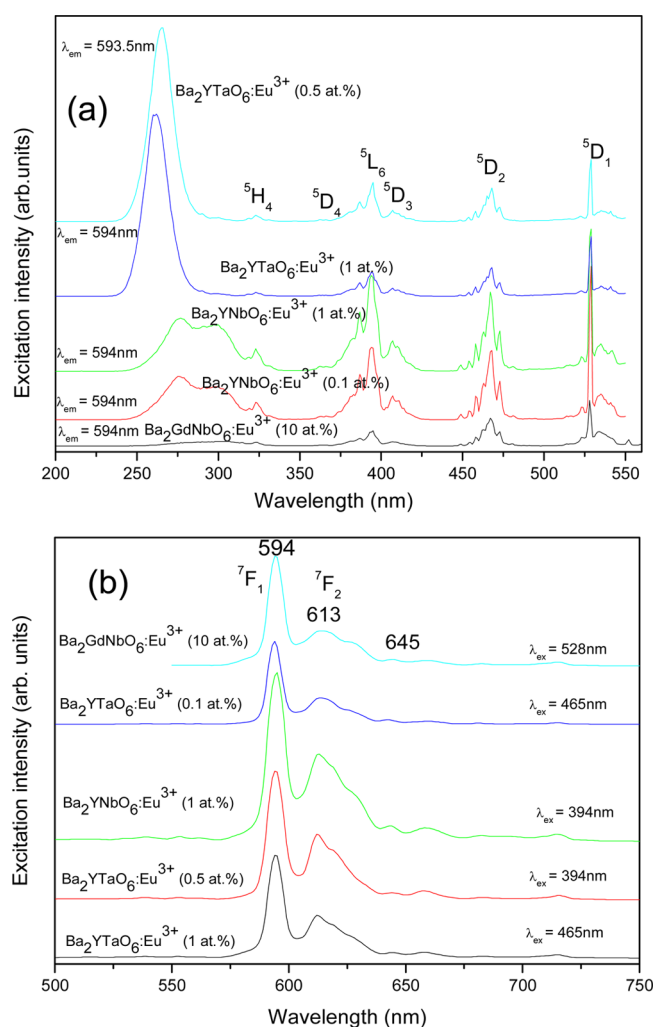 λem = 593.5nm
Ba2YTaO6:Eu3+ (0.5 at.%)
(a)
5H4
5D4
5L6
5D3
5D2
5D1
λem = 594nm
Ba2YTaO6:Eu3+ (1 at.%)
Ba2YNbO6:Eu3+ (1 at.%)
λem = 594nm
Ba2YNbO6:Eu3+ (0.1 at.%)
λem = 594nm
λem = 594nm
Ba2GdNbO6:Eu3+ (10 at.%)
Excitation intensity (arb.units)
200 250 300 350 400 450 500 550
Wavelength (nm)
(b)
594
7F1
7F2
613
645
Ba2GdNbO6:Eu3+ (10 at.%)
λex = 528nm
Ba2YTaO6:Eu3+ (0.1 at.%)
λex = 465nm
Ba2YNbO6:Eu3+ (1 at.%)
λex = 394nm
Ba2YTaO6:Eu3+ (0.5 at.%)
λex = 394nm
Ba2YTaO6:Eu3+ (1 at.%)
λex = 465nm
Excitation intensity (arb. units)
500 550 600 650 700 750
Wavelength (nm)